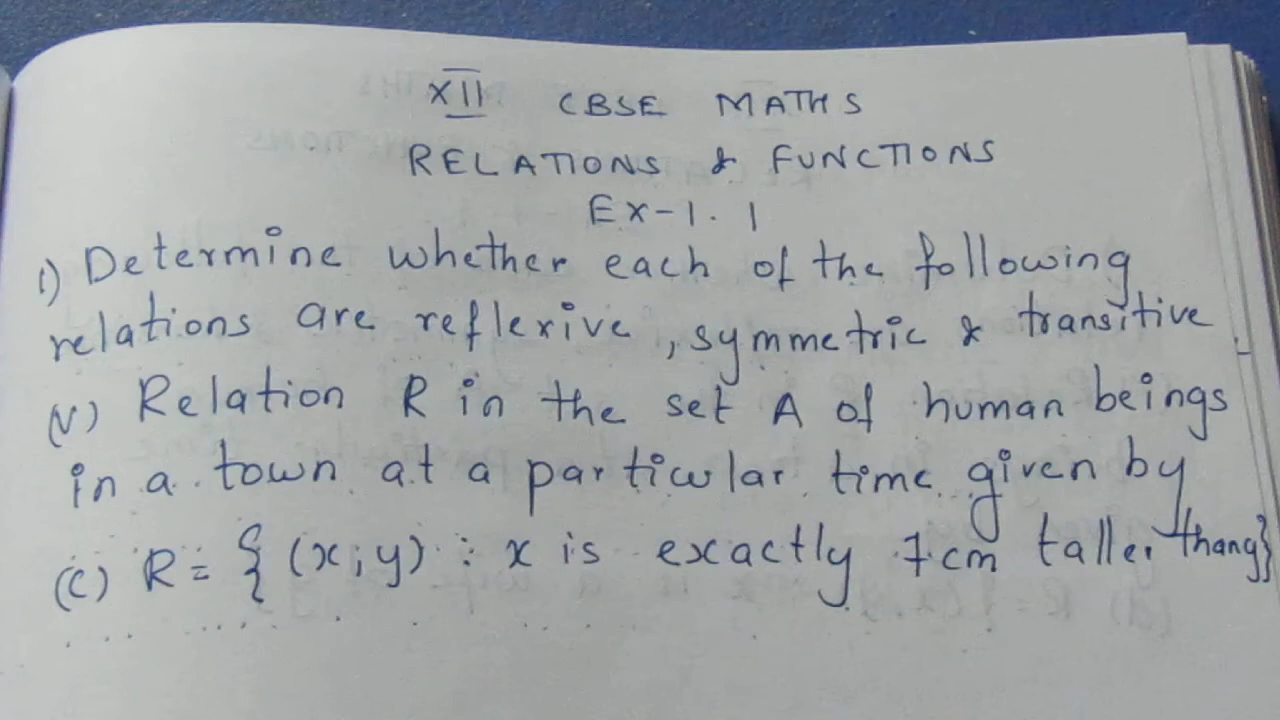 XII CBSE MATHS
RELATIONS & FUNCTIONS
Ex-1.1
1) Determine whether each of the following
relations are reflexive, symmetric & transitive
(V) Relation R in the set A of human beings
in a town at a particular time given by
(C) R = {(x,y) : x is exactly 7cm taller than y}